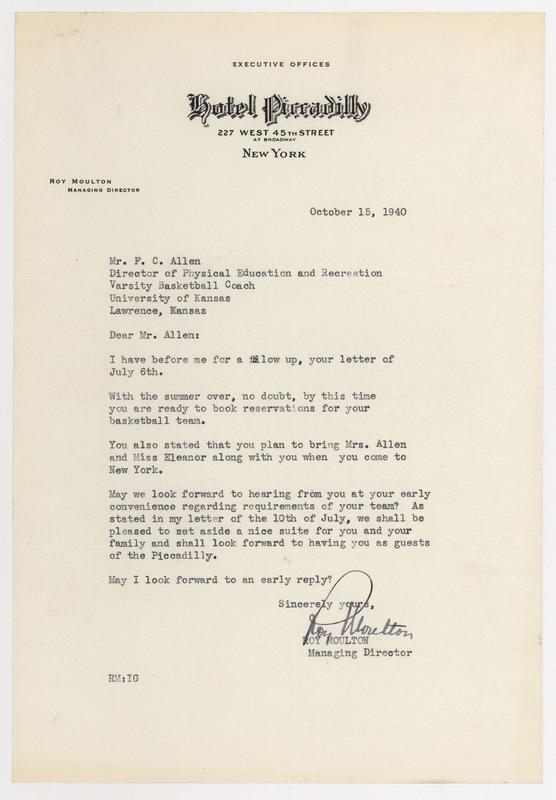 EXECUTIVE OFFICES
Hotel Piccadilly
227 WEST 45TH STREET
AT BROADWAY
NEW YORK
ROY MOULTON
MANAGING DIRECTOR
October 15, 1940
Mr. F. C. Allen
Director of Physical Education and Recreation
Varsity Basketball Coach
University of Kansas
Lawrence, Kansas
Dear Mr. Allen:
I have before me for a follow up, your letter of
July 6th.
With the summer over, no doubt, by this time
you are ready to book reservations for your
basketball team.
You also stated that you plan to bring Mrs. Allen
and Miss Eleanor along with you when you come to
New York.
May we look forward to hearing from you at your early
convenience regarding requirements of your team? As
stated in my letter of the 10th of July, we shall be
pleased to set aside a nice suite for you and your
family and shall look forward to having you as guests
of the Piccadilly.
May I look forward to an early reply?
Sincerely yours,
Roy Moulton
ROY MOULTON
Managing Director
RM:IG